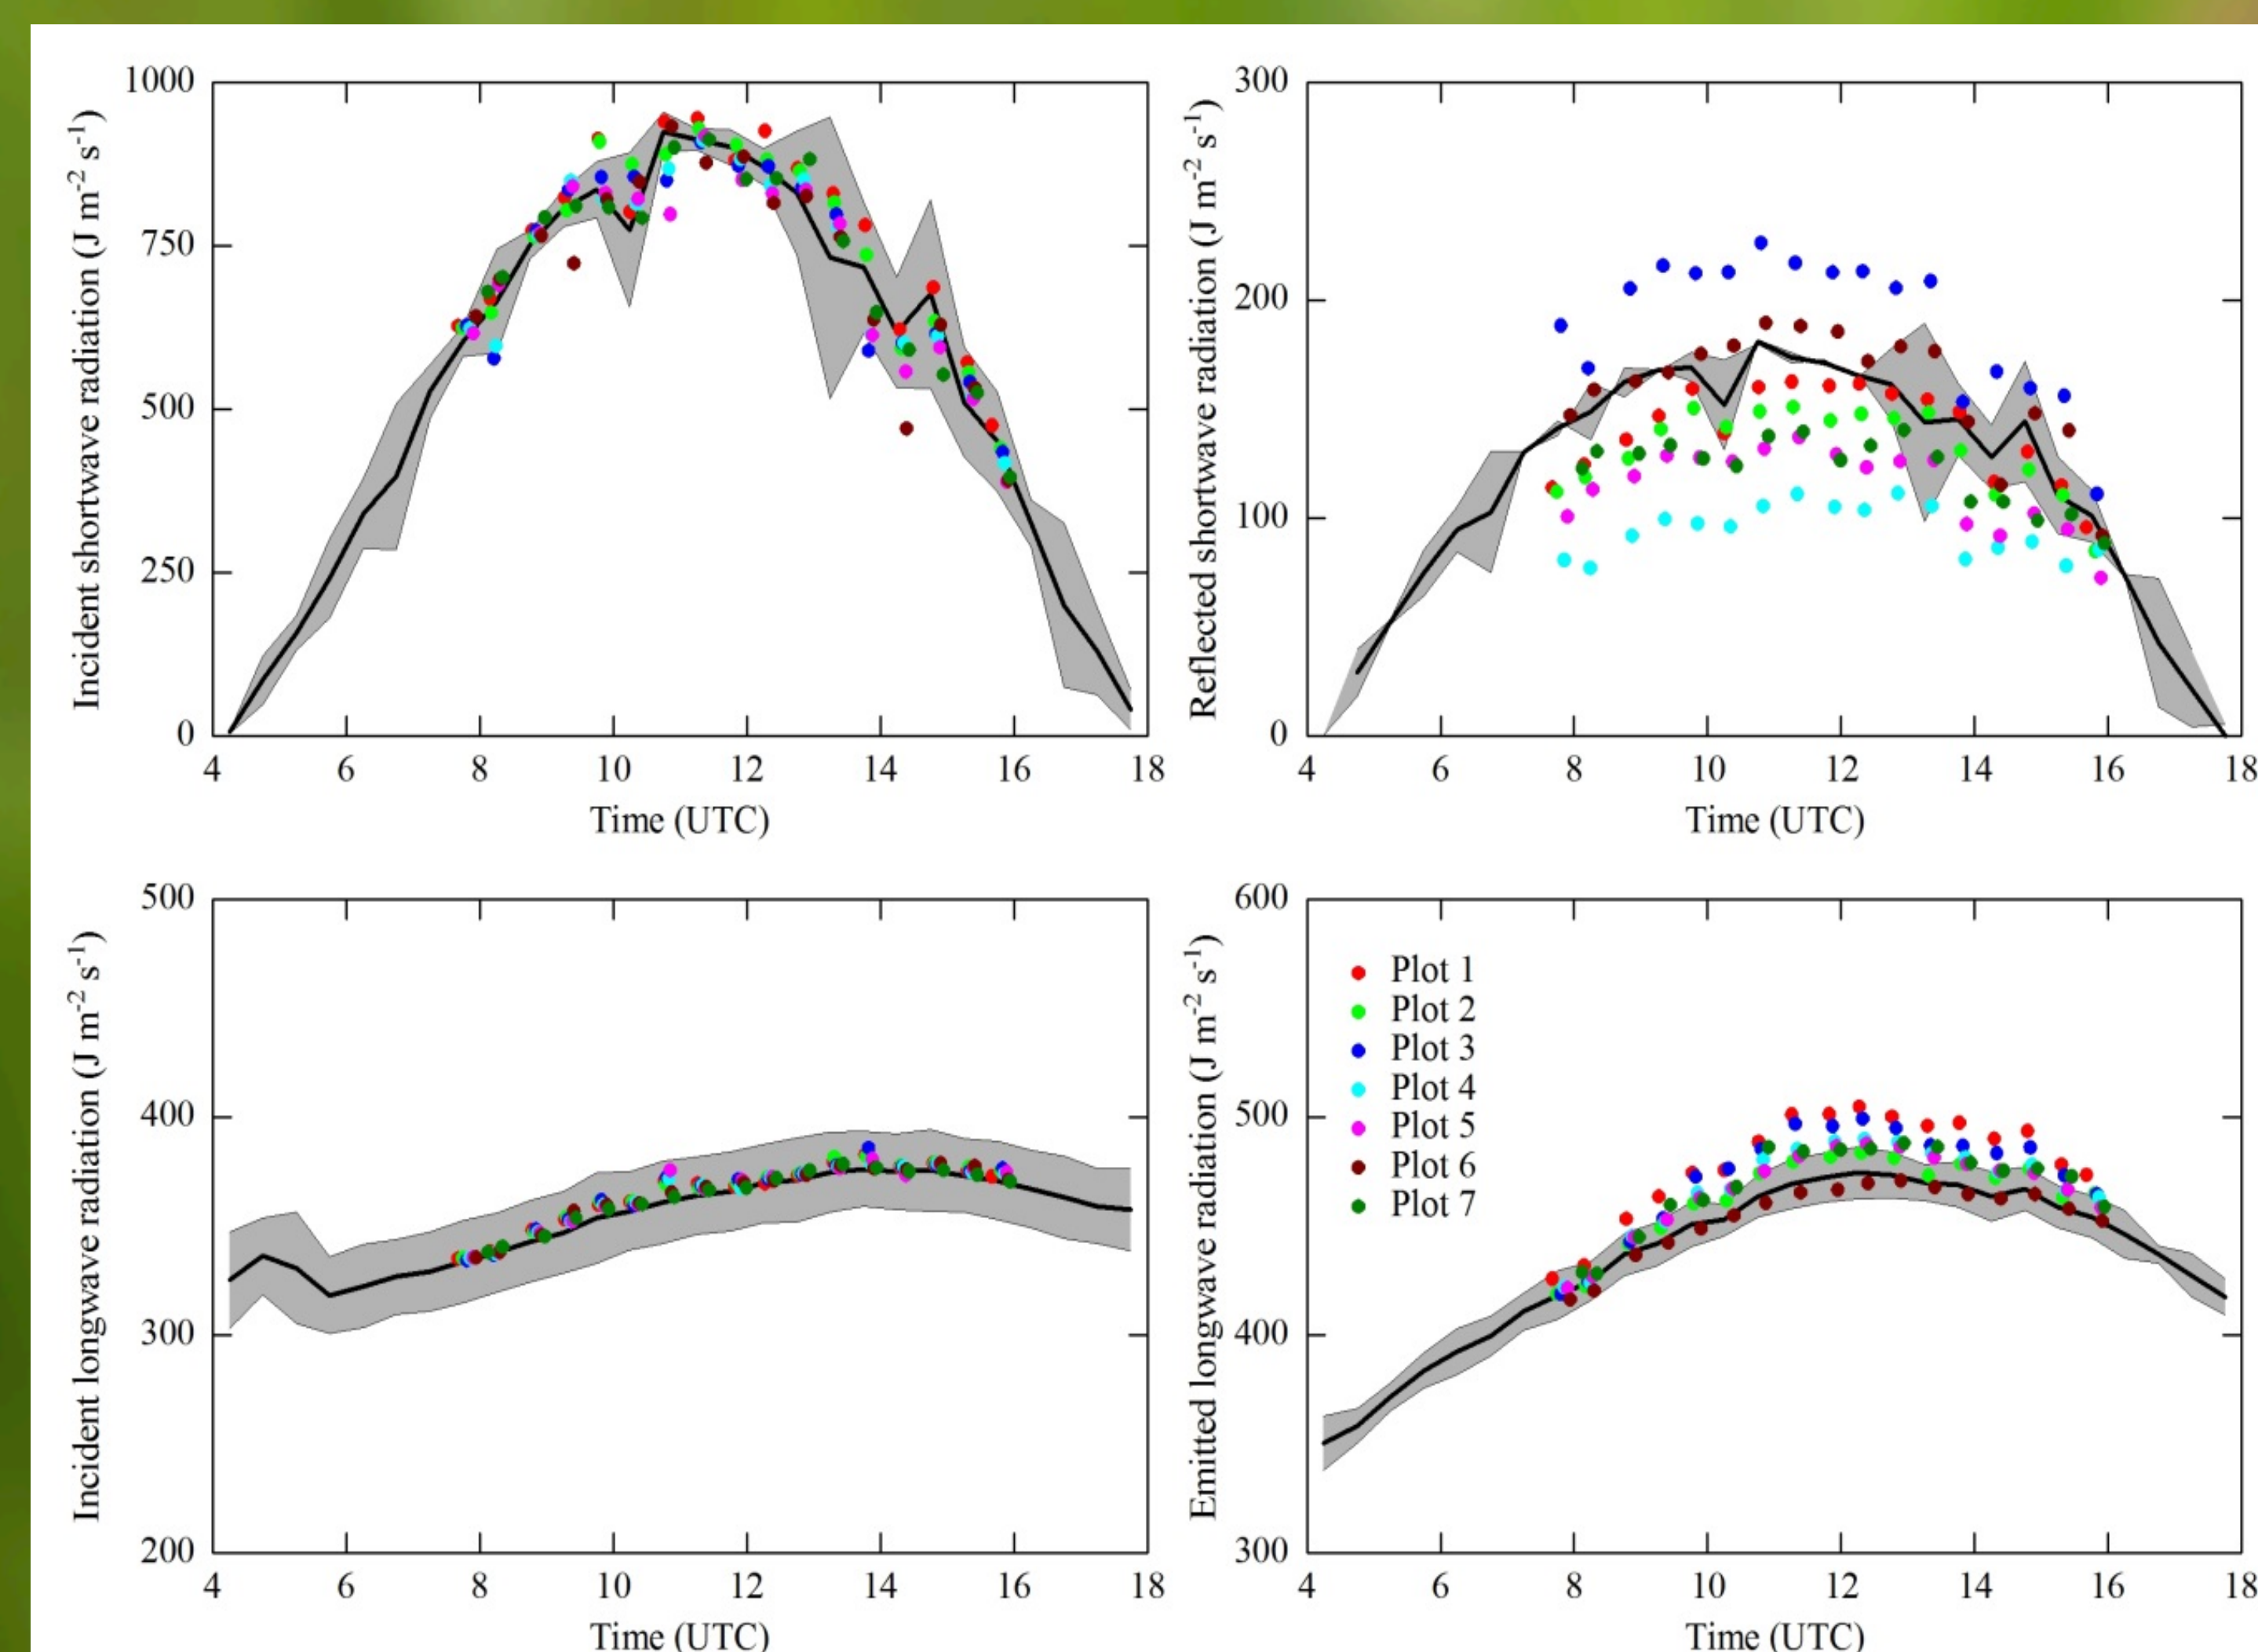 Incident shortwave radiation (J m-2 s-1)
1000
750
500
250
0
4 6 8 10 12 14 16 18
Time (UTC)
Reflected shortwave radiation (J m-2 s-1)
300
200
100
0
4 6 8 10 12 14 16 18
Time (UTC)
Incident longwave radiation (J m-2 s-1)
500
400
300
200
4 6 8 10 12 14 16 18
Time (UTC)
Emitted longwave radiation (J m-2 s-1)
600
500
400
300
Plot 1
Plot 2
Plot 3
Plot 4
Plot 5
Plot 6
Plot 7
4 6 8 10 12 14 16 18
Time (UTC)